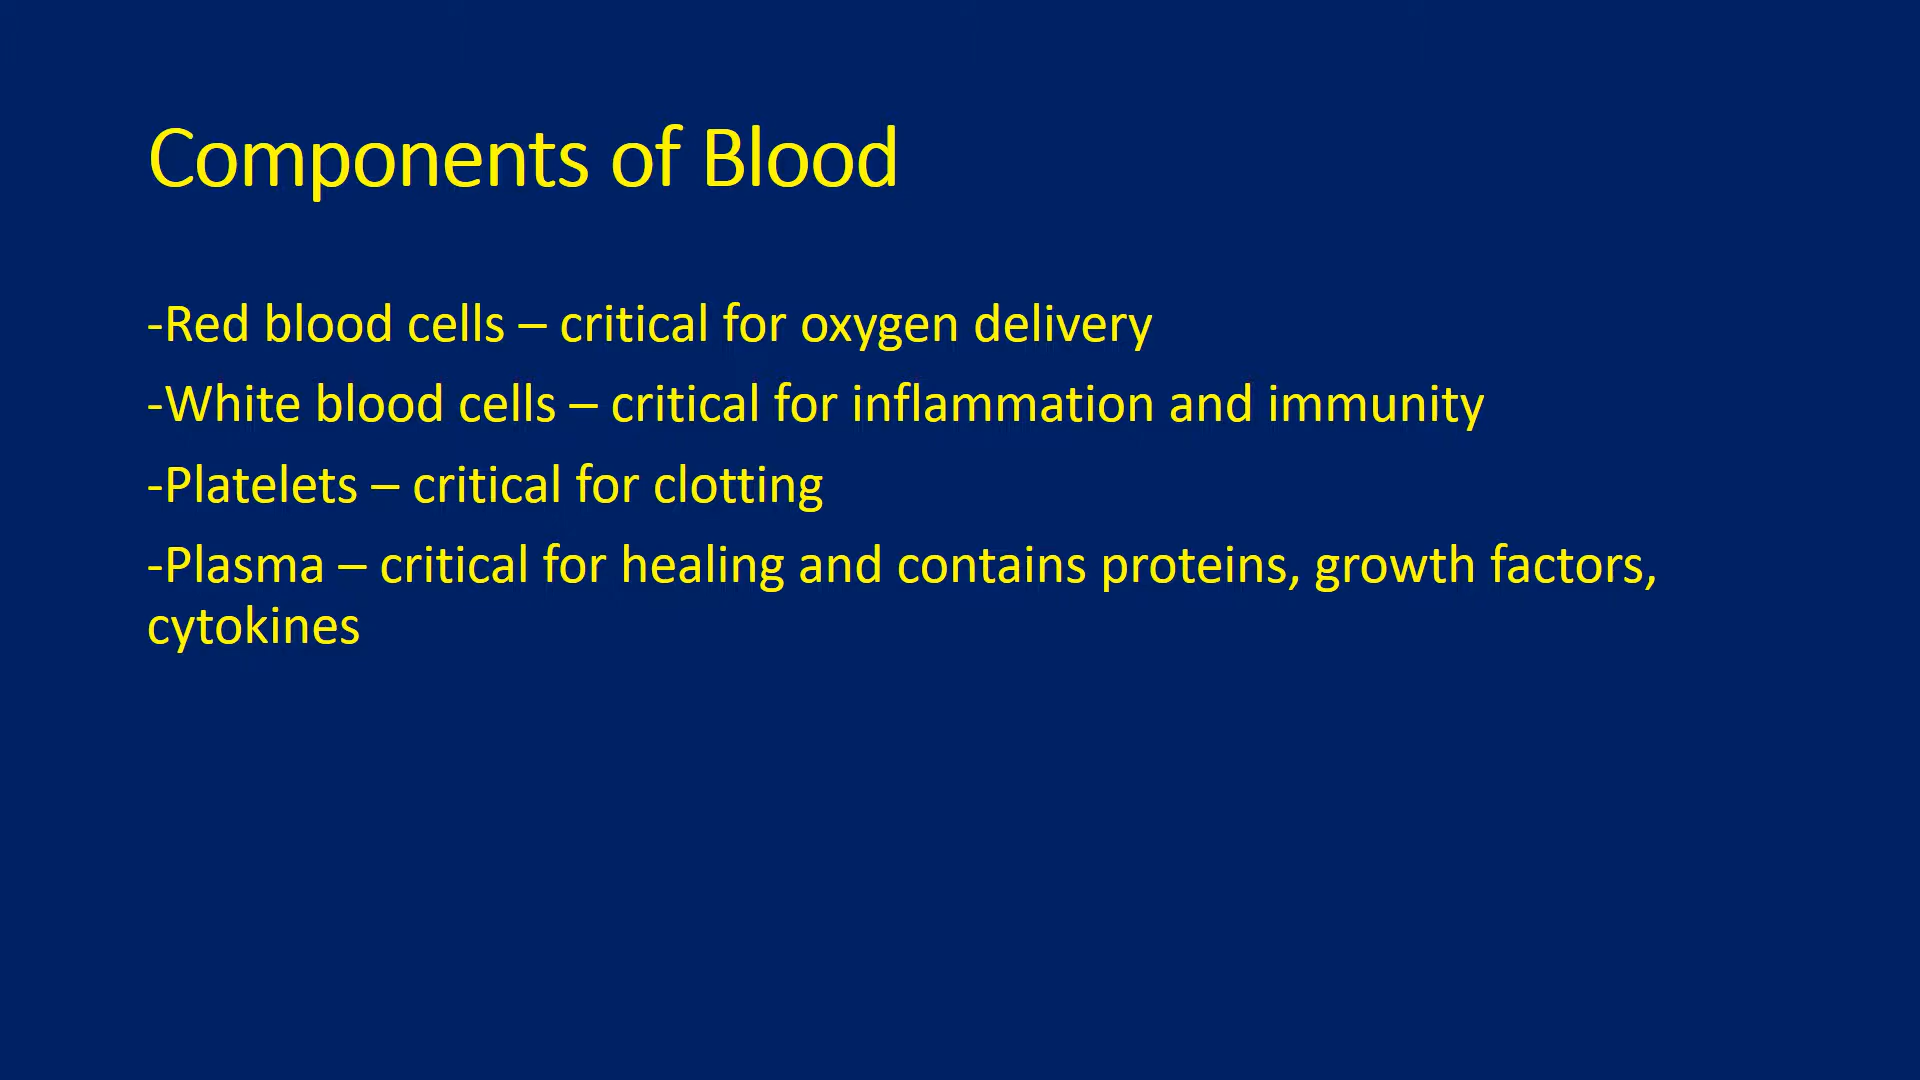 Components of Blood
-Red blood cells – critical for oxygen delivery
-White blood cells – critical for inflammation and immunity
-Platelets – critical for clotting
-Plasma – critical for healing and contains proteins, growth factors,
cytokines